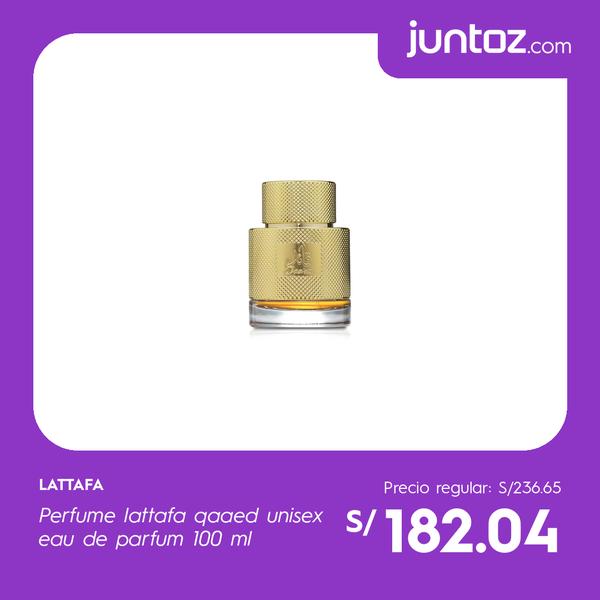 juntoz.com
LATTAFA
Perfume lattafa qaaed unisex
eau de parfum 100 ml
Precio regular: S/236.65
S/182.04